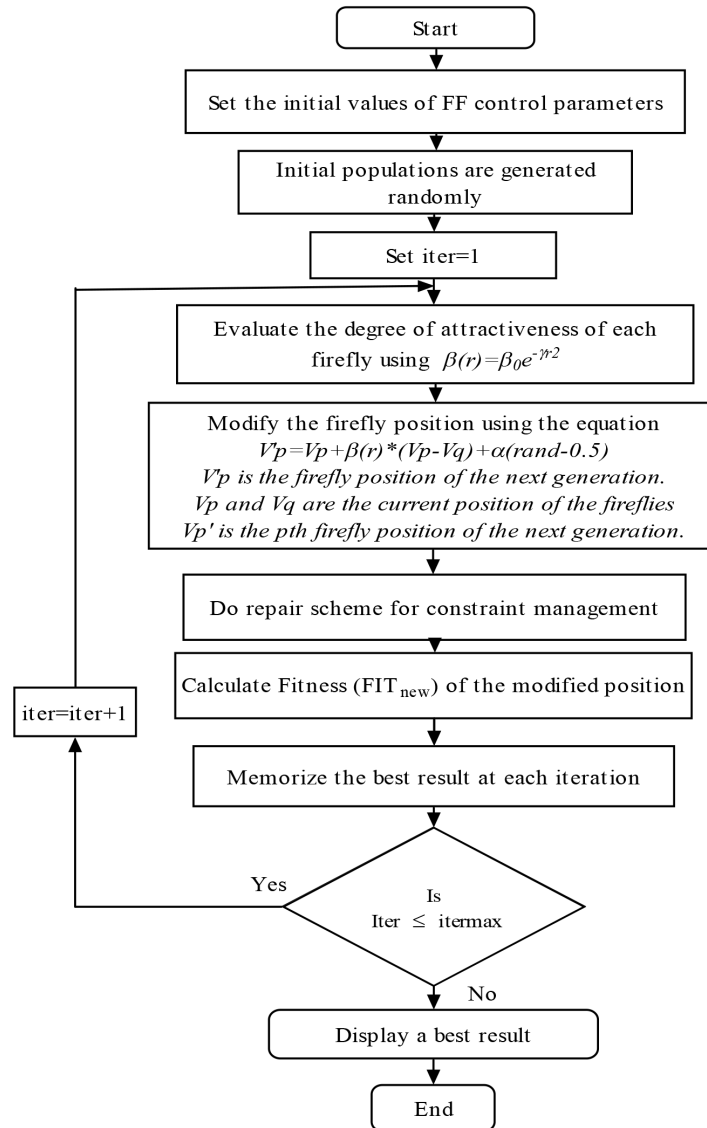 Start
Set the initial values of FF control parameters
Initial populations are generated
randomly
Set iter=1
Evaluate the degree of attractiveness of each
firefly using β(r)=β₀e^-γr2
Modify the firefly position using the equation
V'p=Vp+β(r)*(Vp-Vq)+α(rand-0.5)
V'p is the firefly position of the next generation.
Vp and Vq are the current position of the fireflies
Vp' is the pth firefly position of the next generation.
Do repair scheme for constraint management
Calculate Fitness (FITnew) of the modified position
iter=iter+1
Memorize the best result at each iteration
Yes
Is
Iter ≤ itermax
No
Display a best result
End